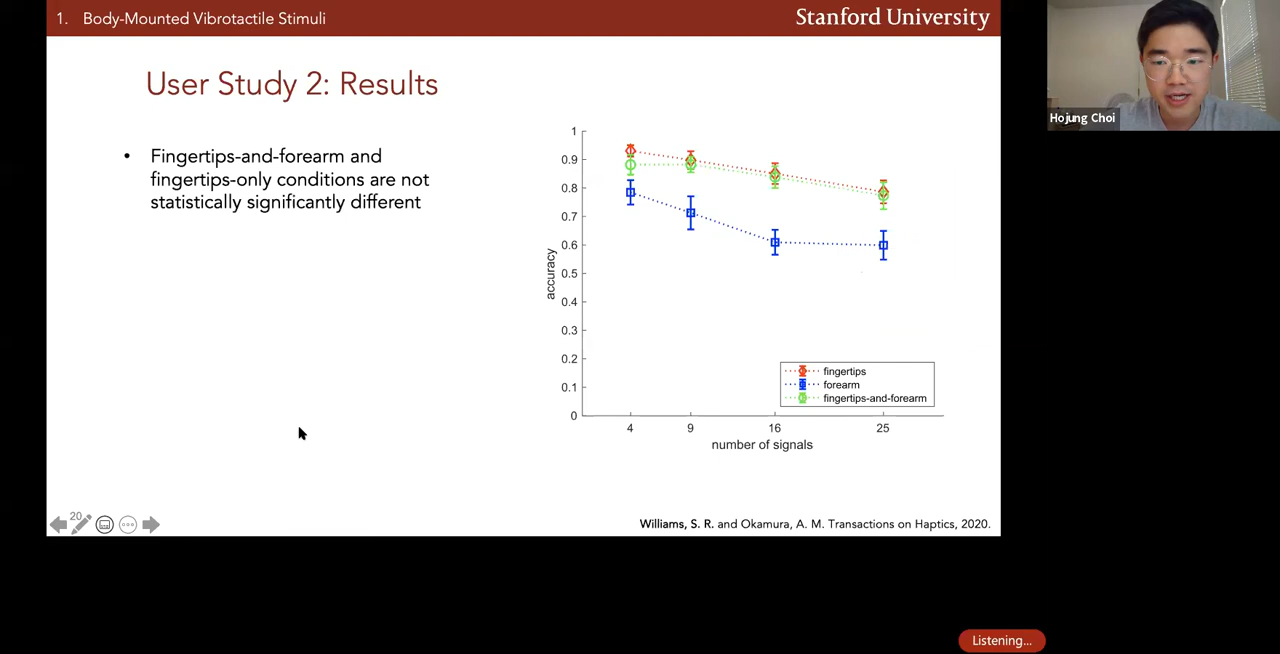 1. Body-Mounted Vibrotactile Stimuli
Stanford University
Hojung Choi
User Study 2: Results
• Fingertips-and-forearm and
fingertips-only conditions are not
statistically significantly different
1
0.9
0.8
0.7
0.6
0.5
0.4
0.3
0.2
0.1
0
accuracy
4 9 16 25
number of signals
fingertips
forearm
fingertips-and-forearm
20
Williams, S. R. and Okamura, A. M. Transactions on Haptics, 2020.
Listening...